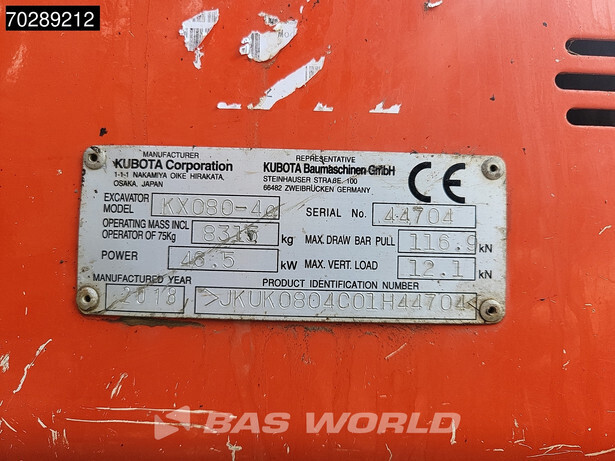 70289212
MANUFACTURER
KUBOTA Corporation
1-1-1 NAKAMIYA OIKE HIRAKATA,
OSAKA, JAPAN
REPRESENTATIVE
KUBOTA Baumaschinen GmbH
STEINHAUSER STRAßE 100
66482 ZWEIBRÜCKEN GERMANY
CE
EXCAVATOR MODEL KX080-4α
SERIAL No. 44704
OPERATING MASS INCL
OPERATOR OF 75Kg 8315 kg
MAX. DRAW BAR PULL 116.9 kN
POWER 48.5 kW
MAX. VERT. LOAD 12.1 kN
MANUFACTURED YEAR
2018
PRODUCT IDENTIFICATION NUMBER
>JKUK0804C01H44704<
BAS WORLD